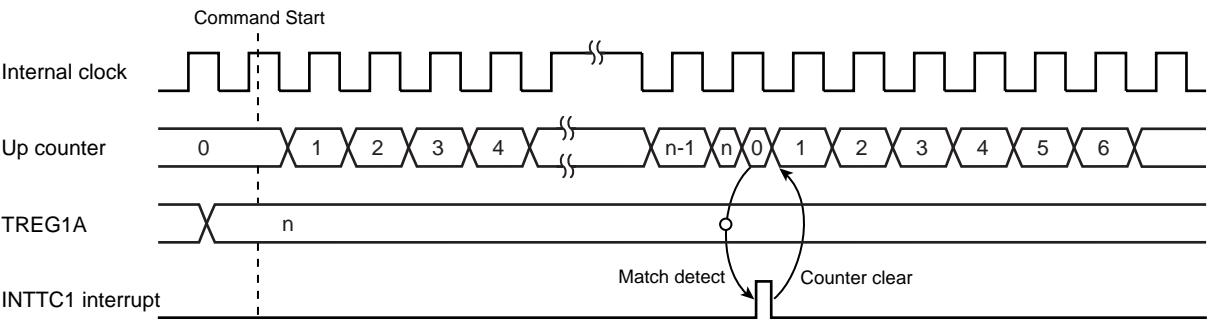 Command Start
Internal clock
Up counter 0 1 2 3 4 n-1 n 0 1 2 3 4 5 6
TREG1A n
Match detect Counter clear
INTTC1 interrupt